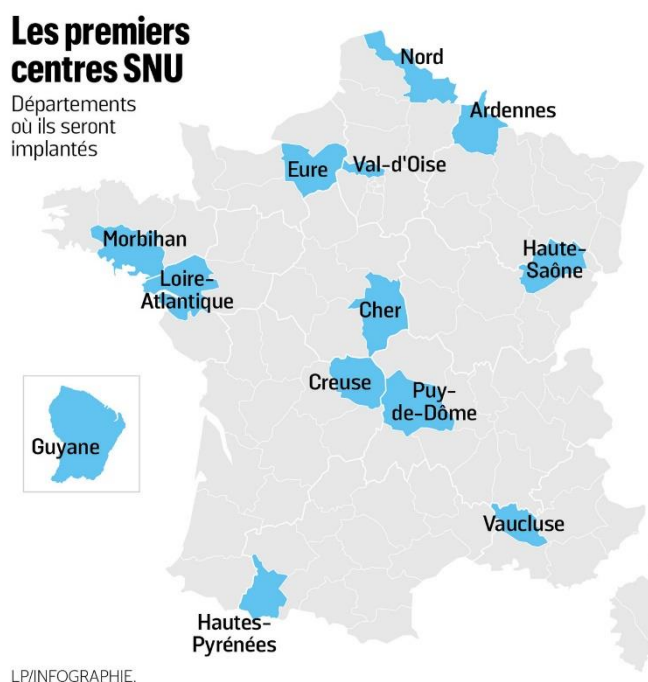 Les premiers
centres SNU
Départements
où ils seront
implantés
Nord
Ardennes
Eure
Val-d'Oise
Morbihan
Haute-
Saône
Loire-
Atlantique
Cher
Creuse
Puy-
de-Dôme
Guyane
Vaucluse
Hautes-
Pyrénées
LP/INFOGRAPHIE.